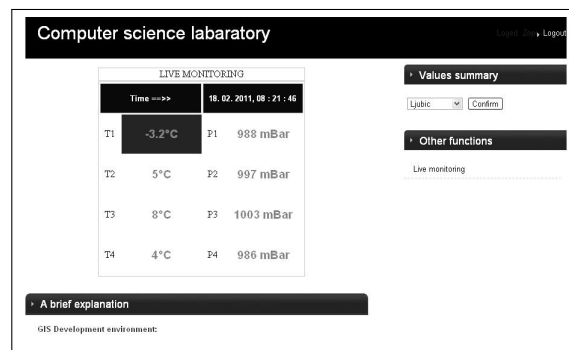 Computer science labaratory
Loged: Zoo Logout
LIVE MONITORING
Time ==>> 18. 02. 2011, 08 : 21 : 46
T1 -3.2°C P1 988 mBar
T2 5°C P2 997 mBar
T3 8°C P3 1003 mBar
T4 4°C P4 986 mBar
Values summary
Ljubic Confirm
Other functions
Live monitoring
A brief explanation
GIS Development environment: